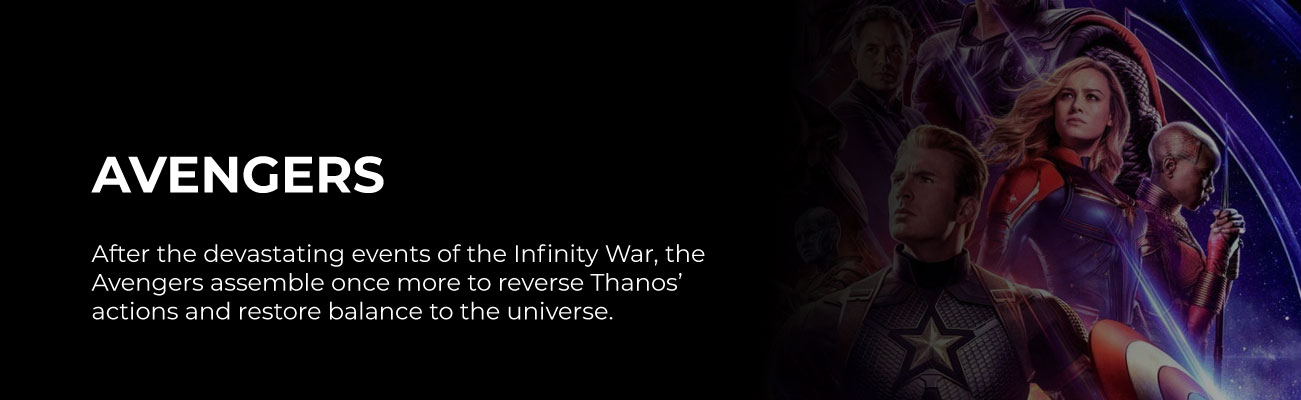 AVENGERS
After the devastating events of the Infinity War, the
Avengers assemble once more to reverse Thanos’
actions and restore balance to the universe.